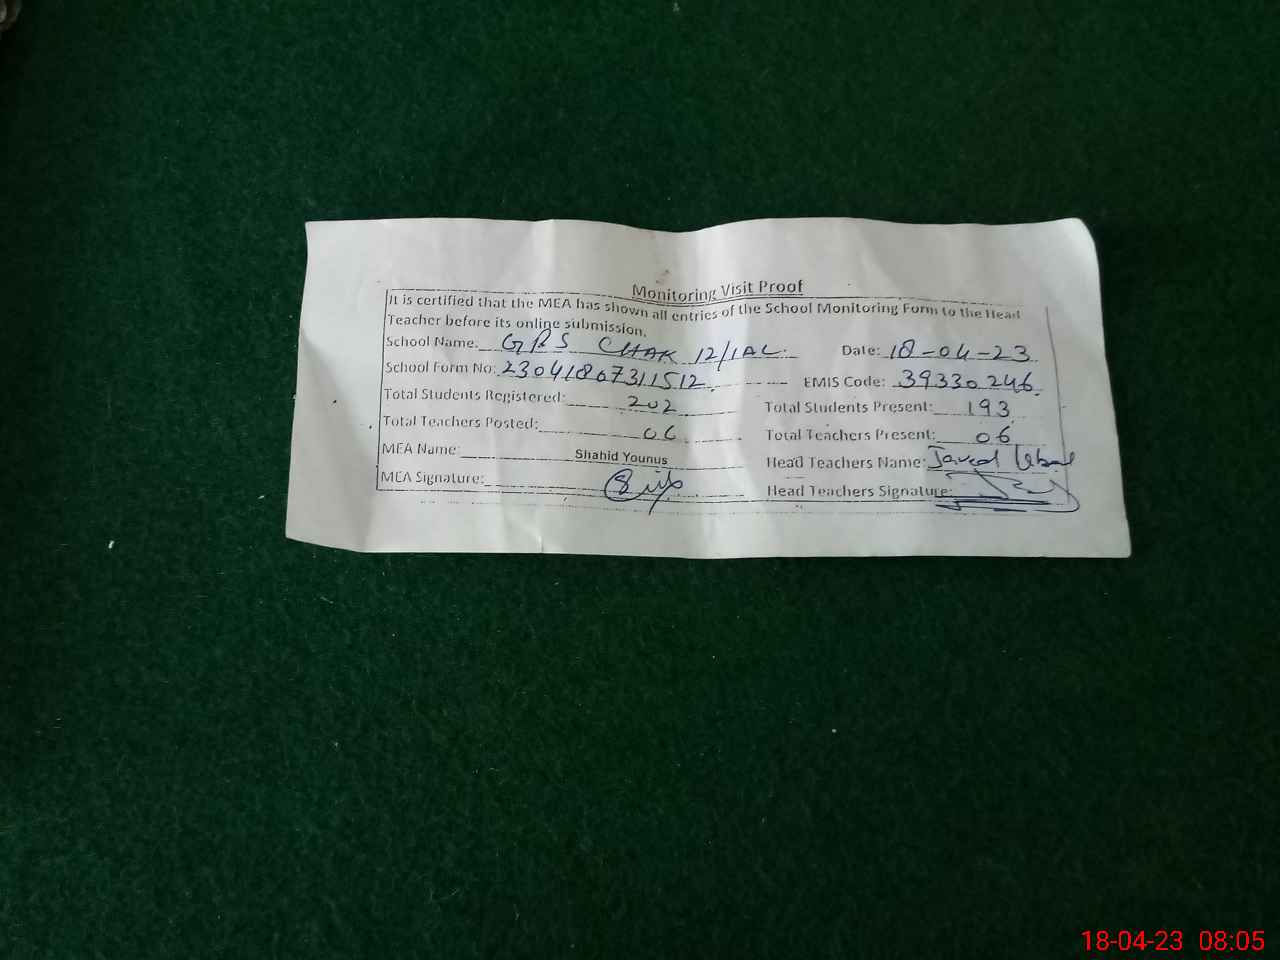 Monitoring Visit Proof
It is certified that the MEA has shown all entries of the School Monitoring Form to the Head
Teacher before its online submission.
School Name: GPS CHAK 12/1AL Date: 18-04-23
School Form No: 23041807311512 EMIS Code: 39330246
Total Students Registered: 202 Total Students Present: 193
Total Teachers Posted: 06 Total Teachers Present: 06
MEA Name: Shahid Younus Head Teachers Name: Javed Iqbal
MEA Signature: Head Teachers Signature:
18-04-23 08:05